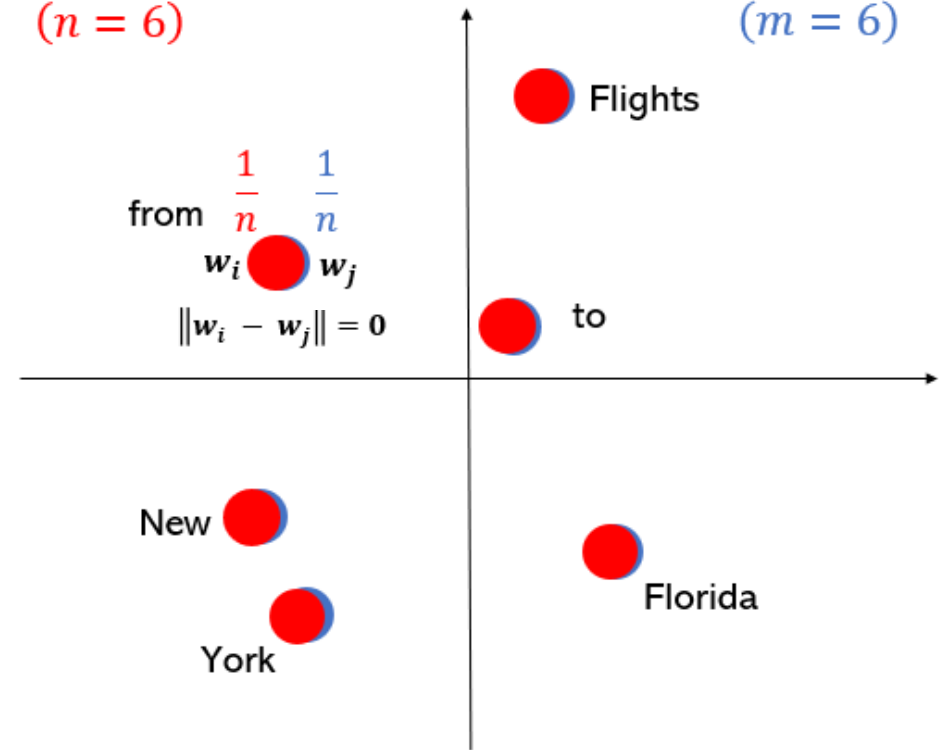 (n = 6)
(m = 6)
Flights
from
1/n
1/n
wᵢ
wⱼ
‖wᵢ − wⱼ‖ = 0
to
New
York
Florida